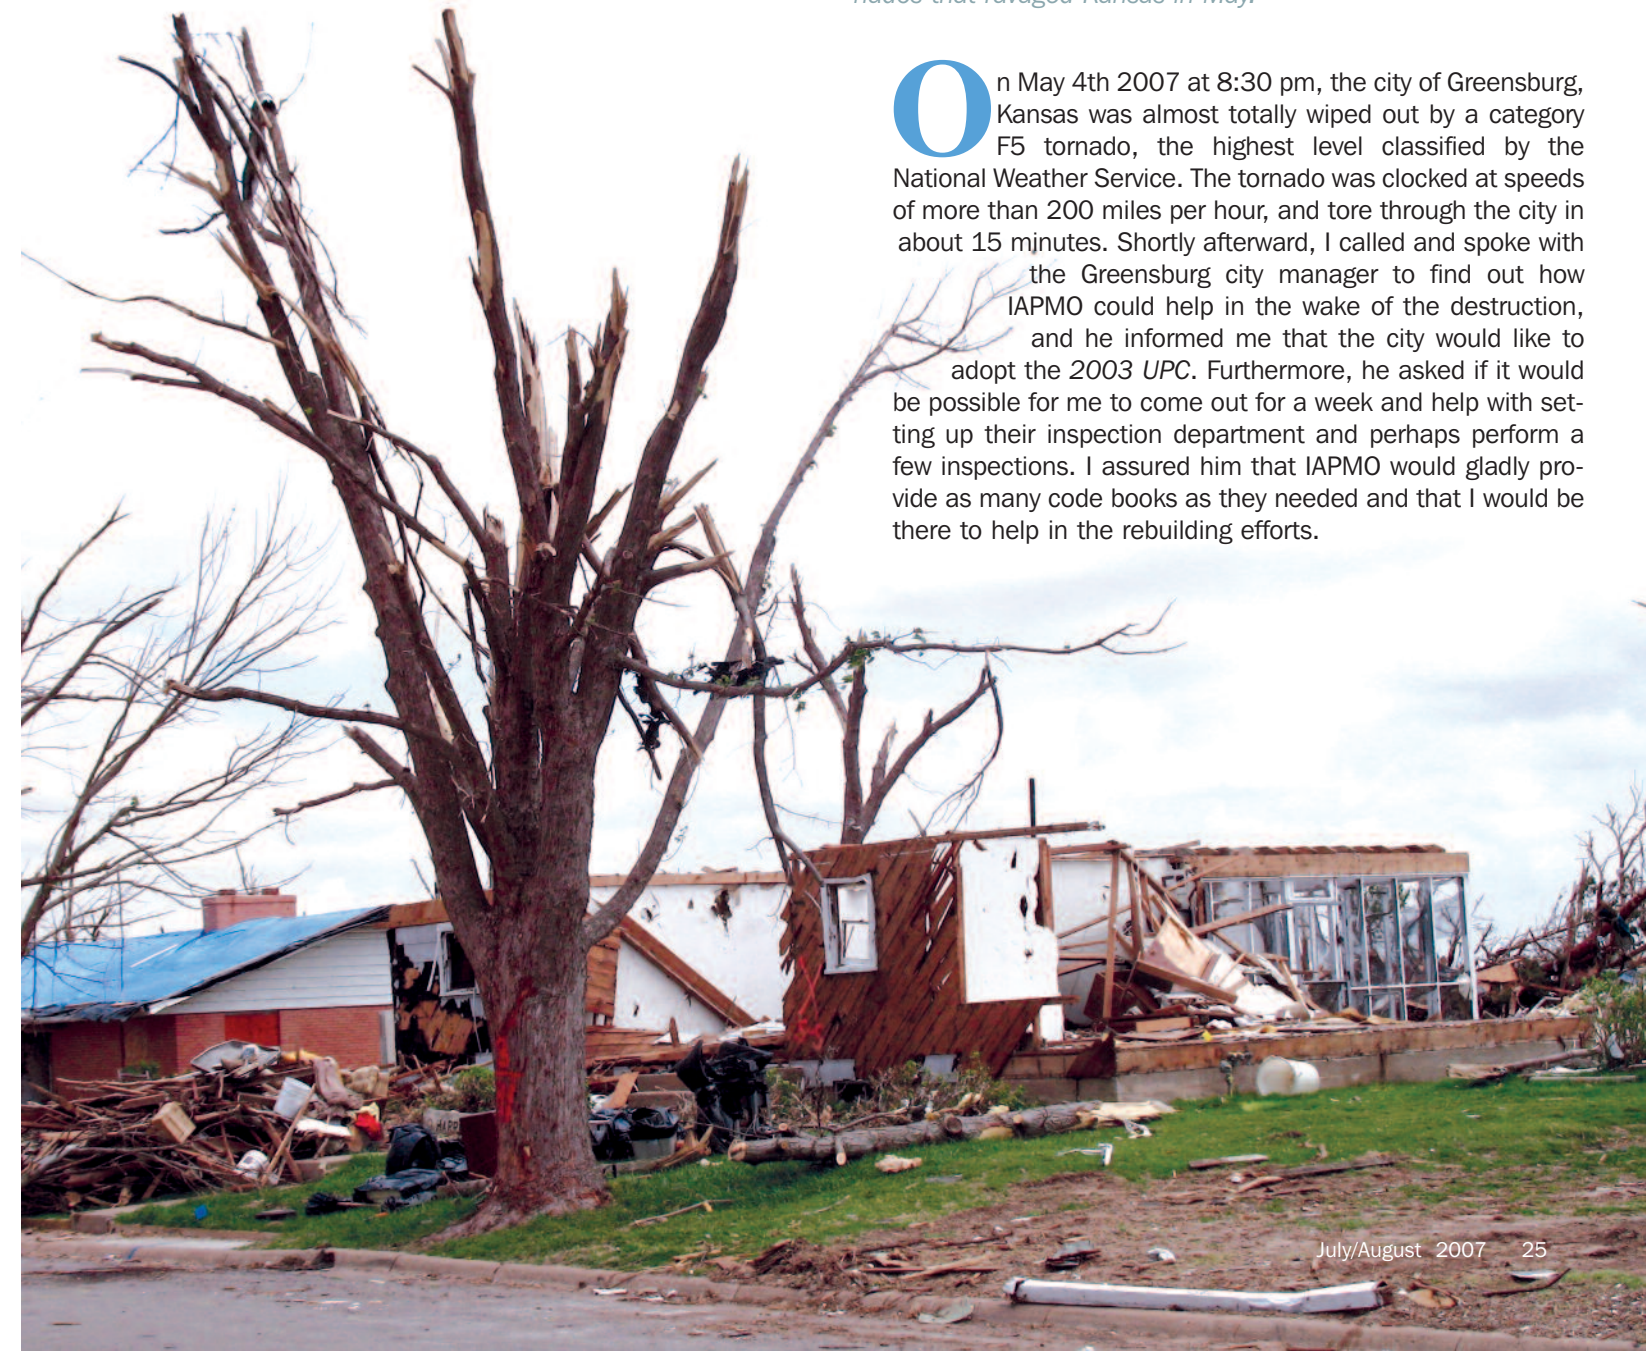 nados that ravaged Kansas in May.
On May 4th 2007 at 8:30 pm, the city of Greensburg,
Kansas was almost totally wiped out by a category
F5 tornado, the highest level classified by the
National Weather Service. The tornado was clocked at speeds
of more than 200 miles per hour, and tore through the city in
about 15 minutes. Shortly afterward, I called and spoke with
the Greensburg city manager to find out how
IAPMO could help in the wake of the destruction,
and he informed me that the city would like to
adopt the 2003 UPC. Furthermore, he asked if it would
be possible for me to come out for a week and help with set-
ting up their inspection department and perhaps perform a
few inspections. I assured him that IAPMO would gladly pro-
vide as many code books as they needed and that I would be
there to help in the rebuilding efforts.
July/August 2007 25